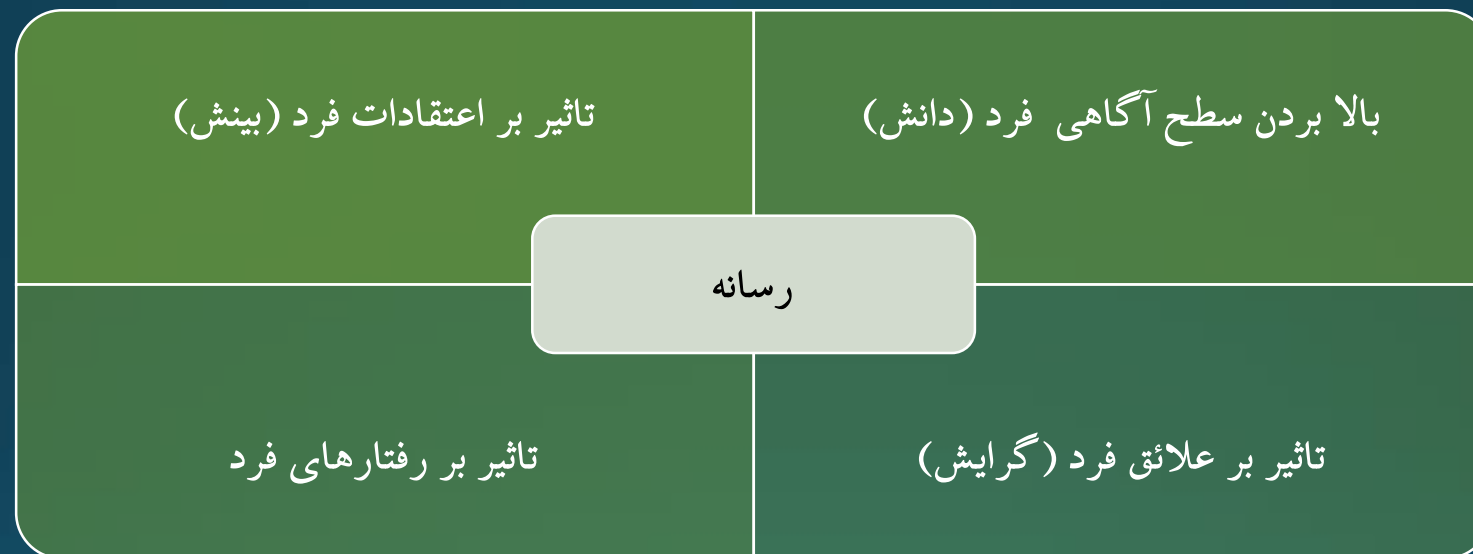 بالا بردن سطح آگاهی فرد (دانش)
تاثیر بر اعتقادات فرد (بینش)
رسانه
تاثیر بر علائق فرد (گرایش)
تاثیر بر رفتارهای فرد